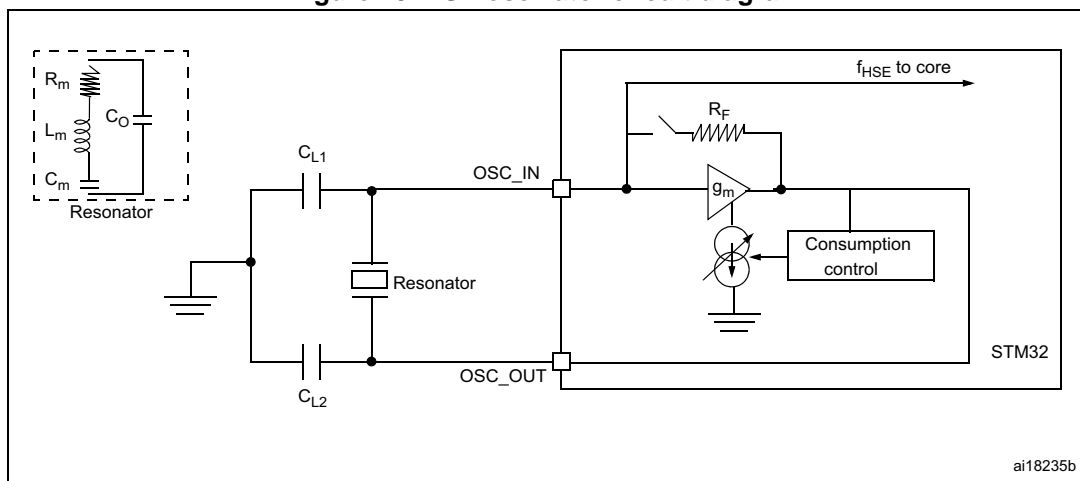 R_m
L_m
C_O
C_m
Resonator
C_L1
C_L2
Resonator
OSC_IN
OSC_OUT
f_HSE to core
R_F
g_m
Consumption
control
STM32
ai18235b